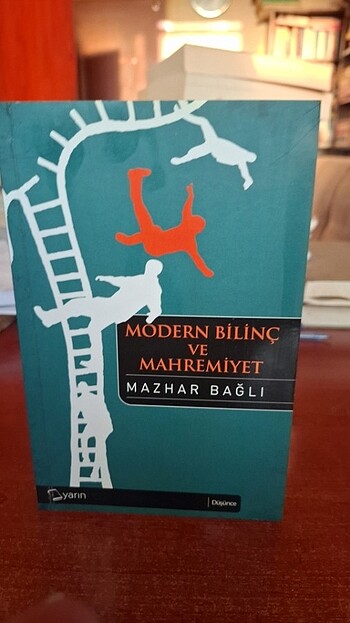 MODERN BİLİNÇ
VE
MAHREMİYET
MAZHAR BAĞLI
yarın
Düşünce